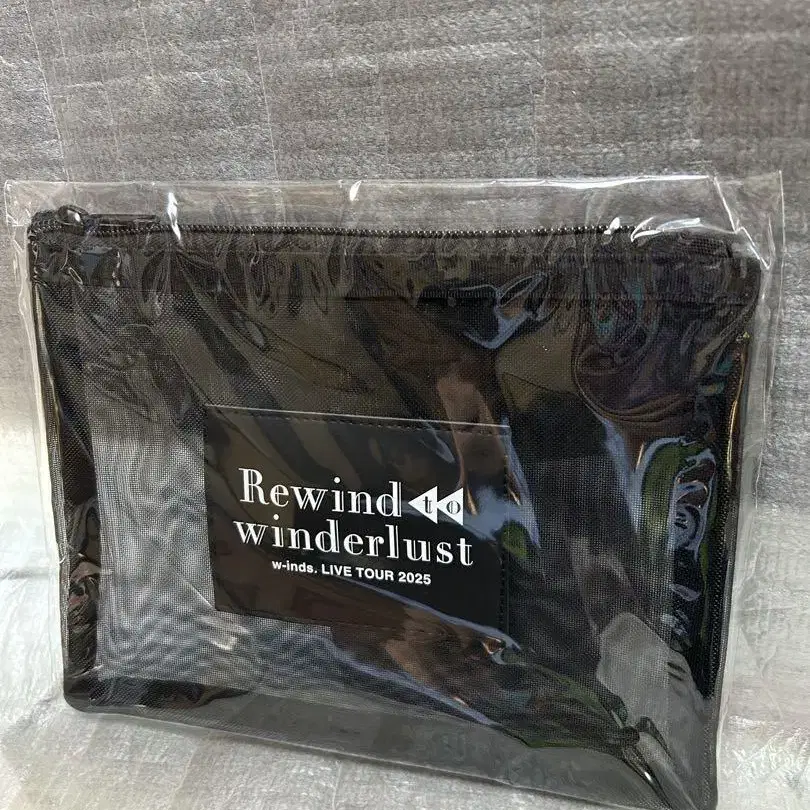 Rewind to
winderlust
w-inds. LIVE TOUR 2025